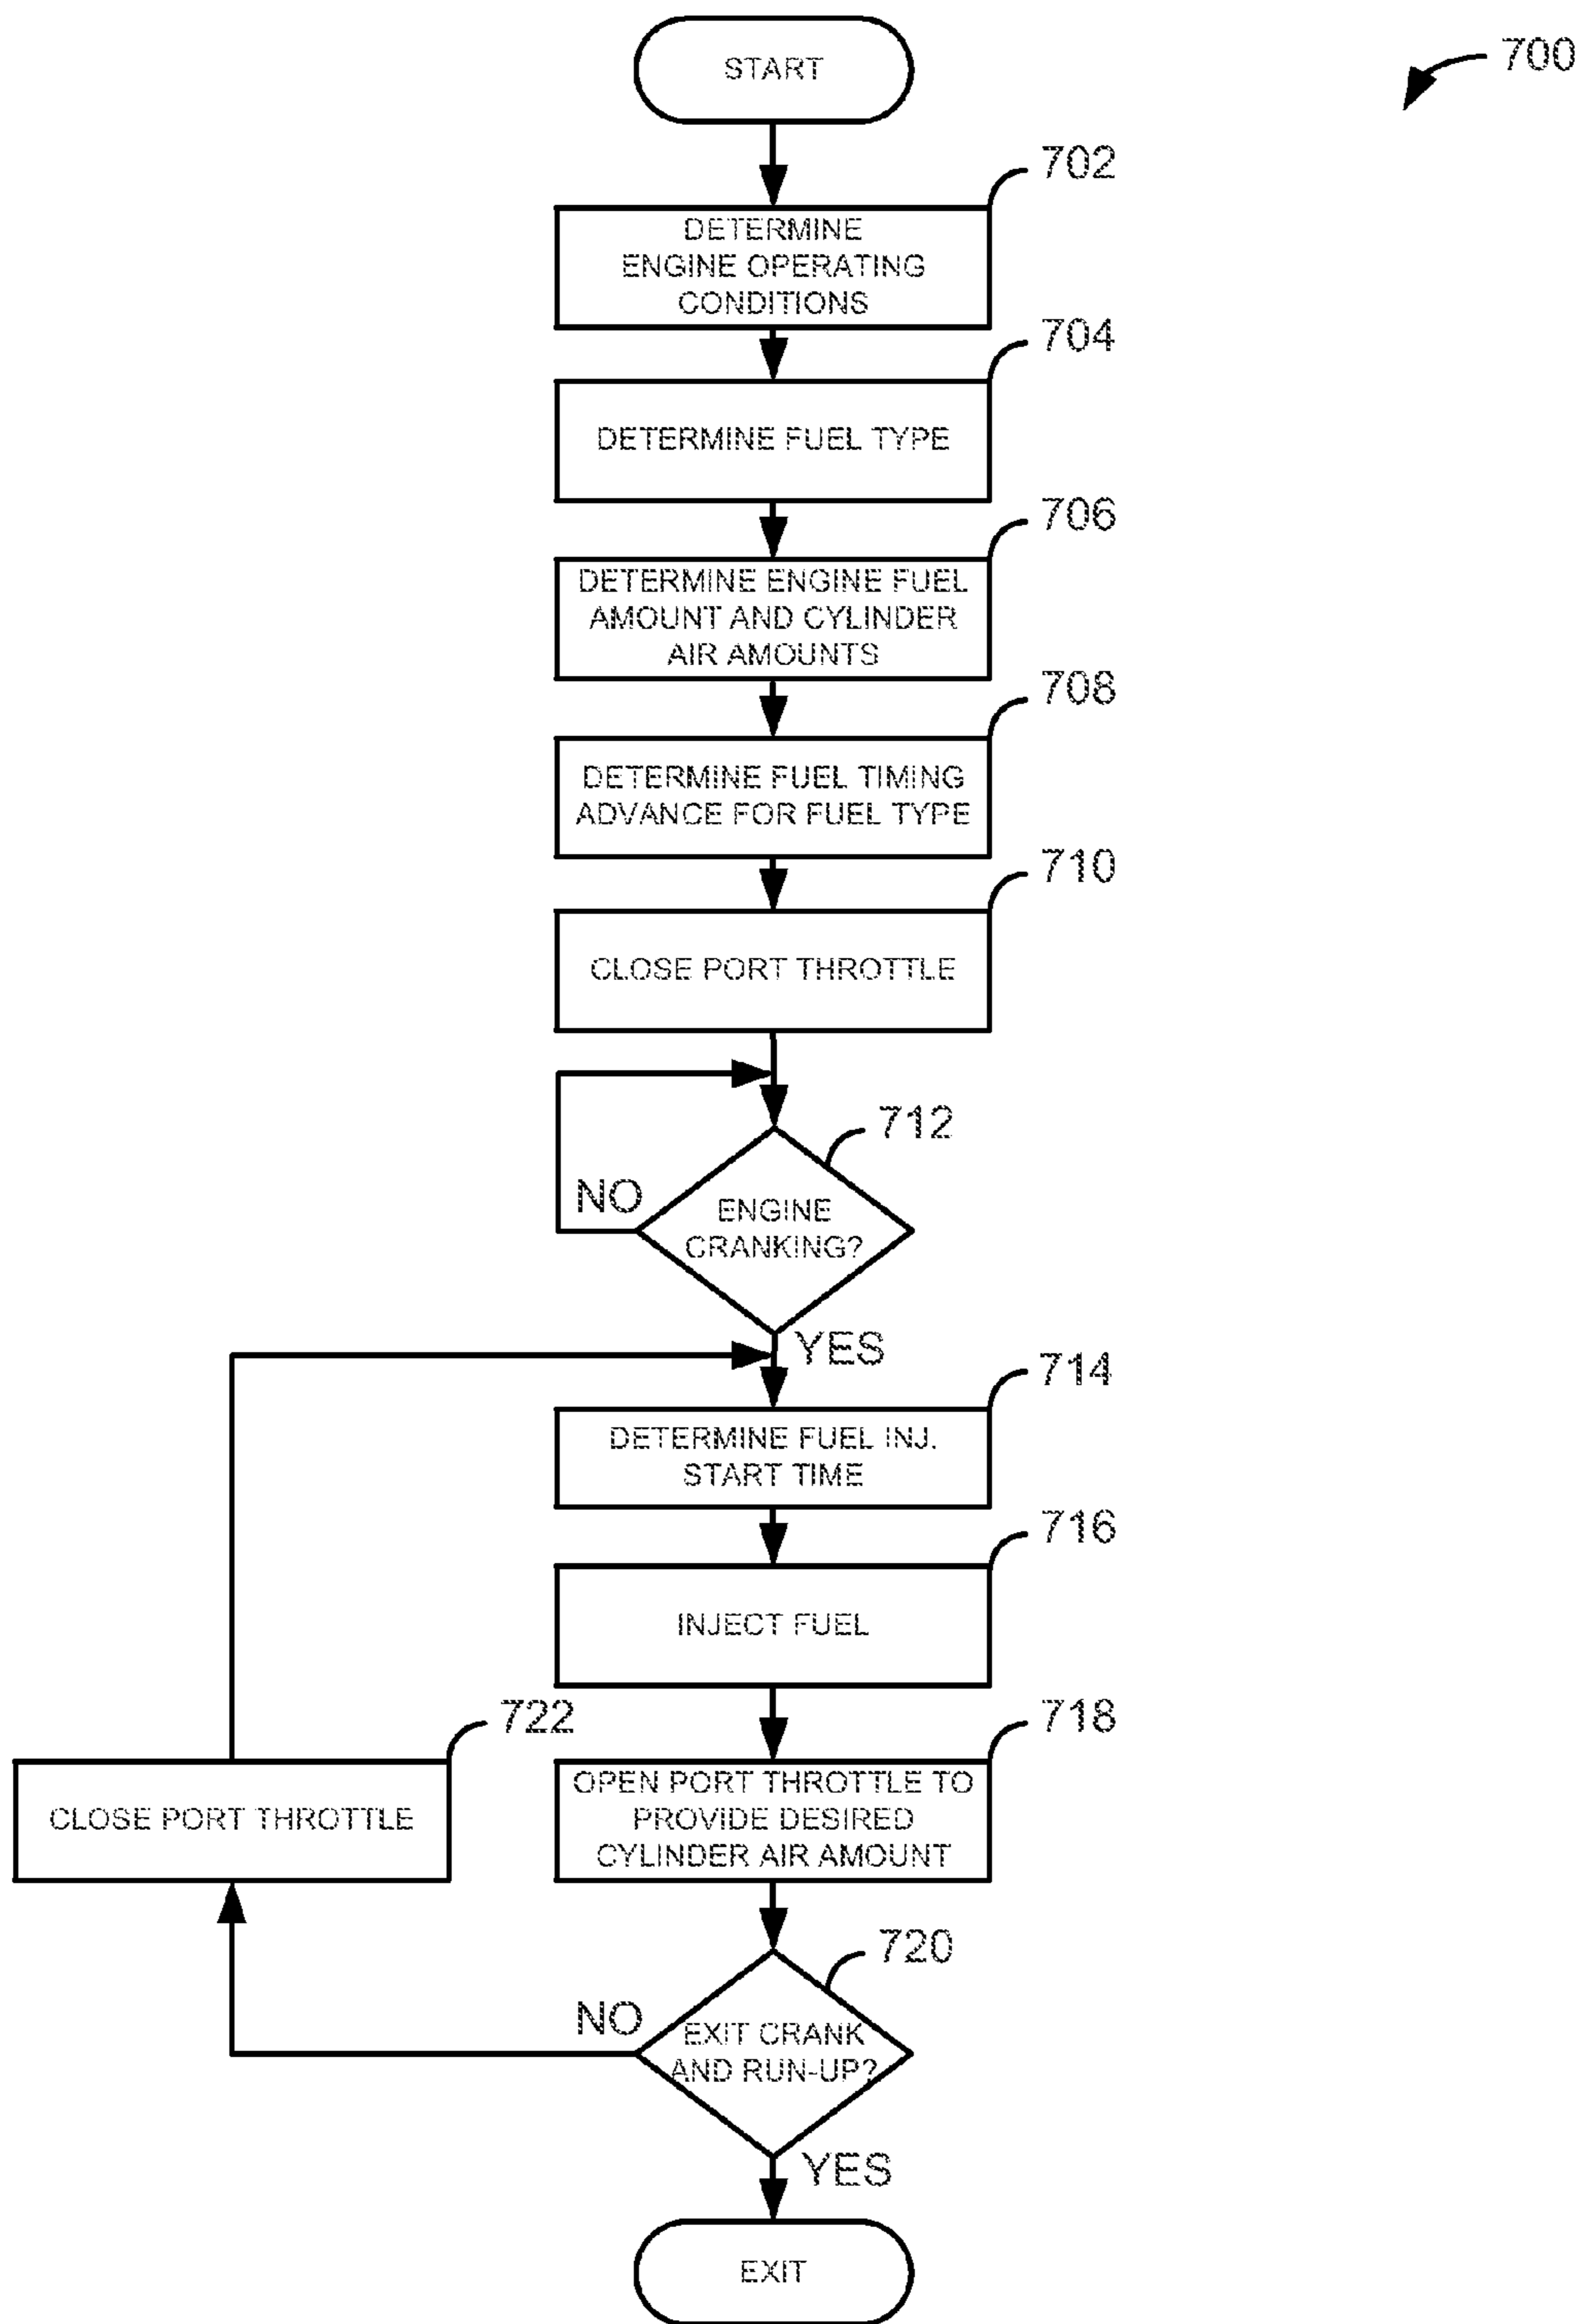 START
700
702
DETERMINE
ENGINE OPERATING
CONDITIONS
704
DETERMINE FUEL TYPE
706
DETERMINE ENGINE FUEL
AMOUNT AND CYLINDER
AIR AMOUNTS
708
DETERMINE FUEL TIMING
ADVANCE FOR FUEL TYPE
710
CLOSE PORT THROTTLE
712
NO
ENGINE
CRANKING?
YES
714
DETERMINE FUEL INJ.
START TIME
716
INJECT FUEL
718
OPEN PORT THROTTLE TO
PROVIDE DESIRED
CYLINDER AIR AMOUNT
722
CLOSE PORT THROTTLE
720
NO
EXIT CRANK
AND RUN-UP?
YES
EXIT